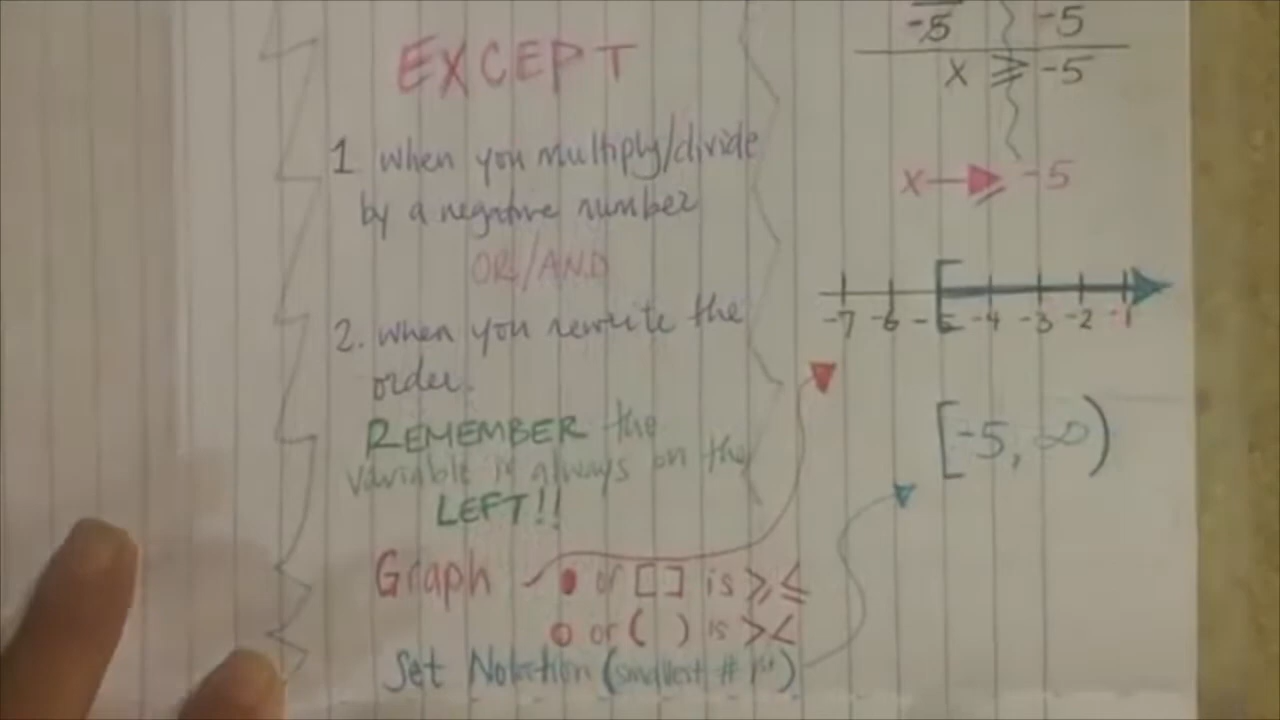 EXCEPT
1 when you multiply/divide
by a negative number
OR/AND
2. when you rewrite the
order.
REMEMBER the
variable is always on the
LEFT!!
Graph ● or [ ] is ≥, ≤
○ or ( ) is > <
Set Notation (smallest # 1st)
-5 -5
x ≥ -5
x → ≥ -5
-7 -6 -5 -4 -3 -2 -1
[-5, ∞)